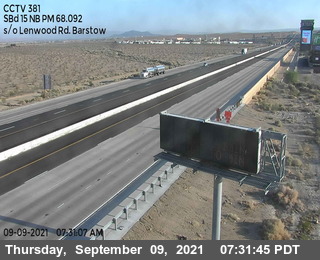 CCTV 381
SBd 15 NB PM 68.092
s/o Lenwood Rd. Barstow
09-09-2021 07:31:07 AM
Thursday, September 09, 2021 07:31:45 PDT